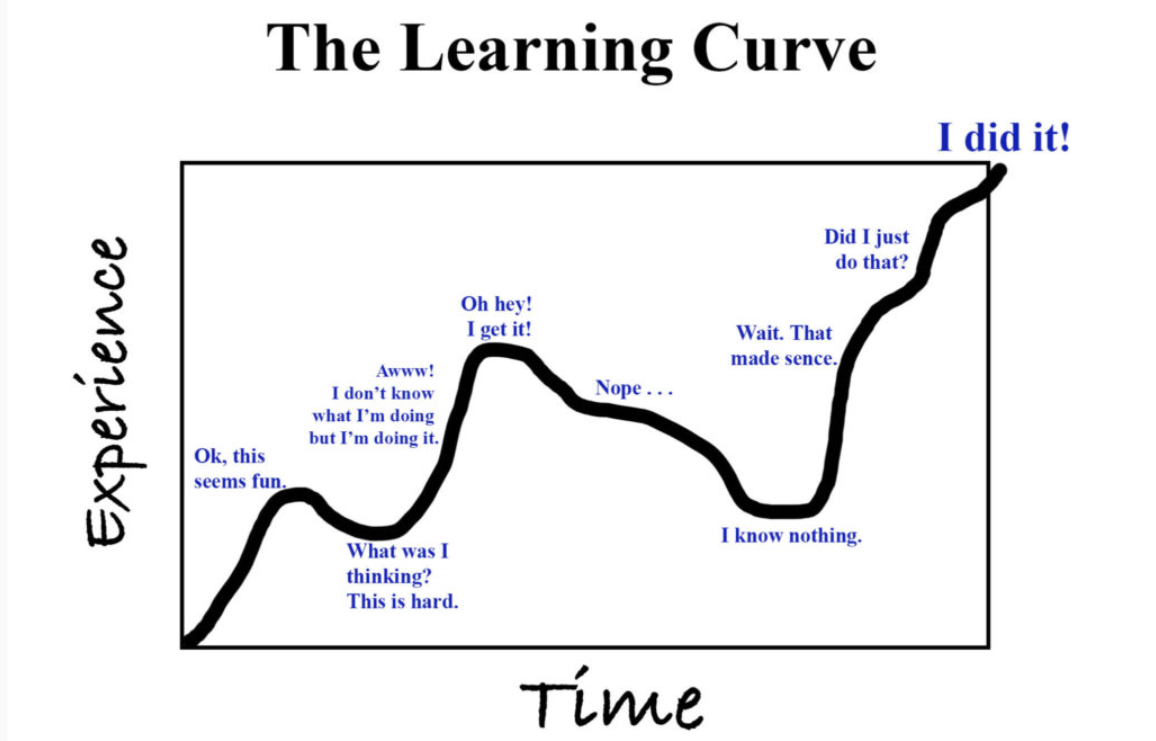 The Learning Curve
I did it!
Did I just
do that?
Oh hey!
I get it!
Wait. That
made sence.
Awww!
I don't know
what I'm doing
but I'm doing it.
Nope . . .
Ok, this
seems fun.
I know nothing.
What was I
thinking?
This is hard.
Experience
Time